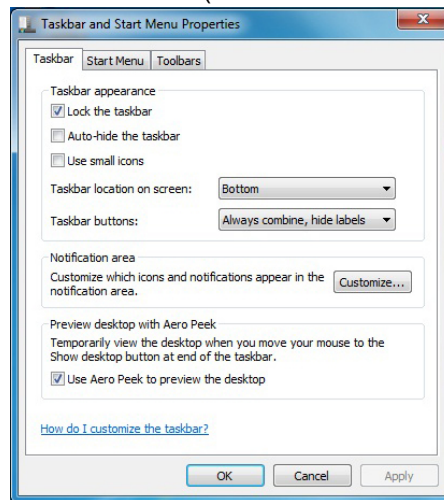 Taskbar and Start Menu Properties
Taskbar
Start Menu
Toolbars
Taskbar appearance
Lock the taskbar
Auto-hide the taskbar
Use small icons
Taskbar location on screen:
Bottom
Taskbar buttons:
Always combine, hide labels
Notification area
Customize which icons and notifications appear in the
notification area.
Customize...
Preview desktop with Aero Peek
Temporarily view the desktop when you move your mouse to the
Show desktop button at end of the taskbar.
Use Aero Peek to preview the desktop
How do I customize the taskbar?
OK
Cancel
Apply